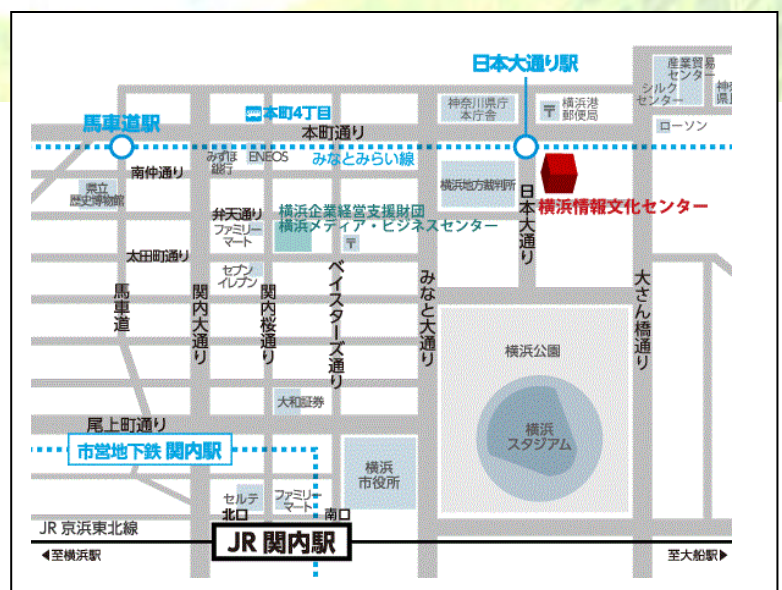 日本大通り駅
産業貿易
センター
シルク
センター
神奈川県庁
本庁舎
横浜港
郵便局
ローソン
馬車道駅
本町4丁目
本町通り
みずほ
銀行
ENEOS
みなとみらい線
南仲通り
県立
歴史博物館
横浜地方裁判所
日本大通り
横浜情報文化センター
弁天通り
ファミリー
マート
横浜企業経営支援財団
横浜メディア・ビジネスセンター
太田町通り
セブン
イレブン
馬車道
関内大通り
関内桜通り
ベイスターズ通り
みなと大通り
大さん橋通り
横浜公園
横浜
スタジアム
大和証券
尾上町通り
市営地下鉄 関内駅
横浜
市役所
セルテ
ファミリー
マート
北口
南口
JR 京浜東北線
JR 関内駅
◀至横浜駅
至大船駅▶